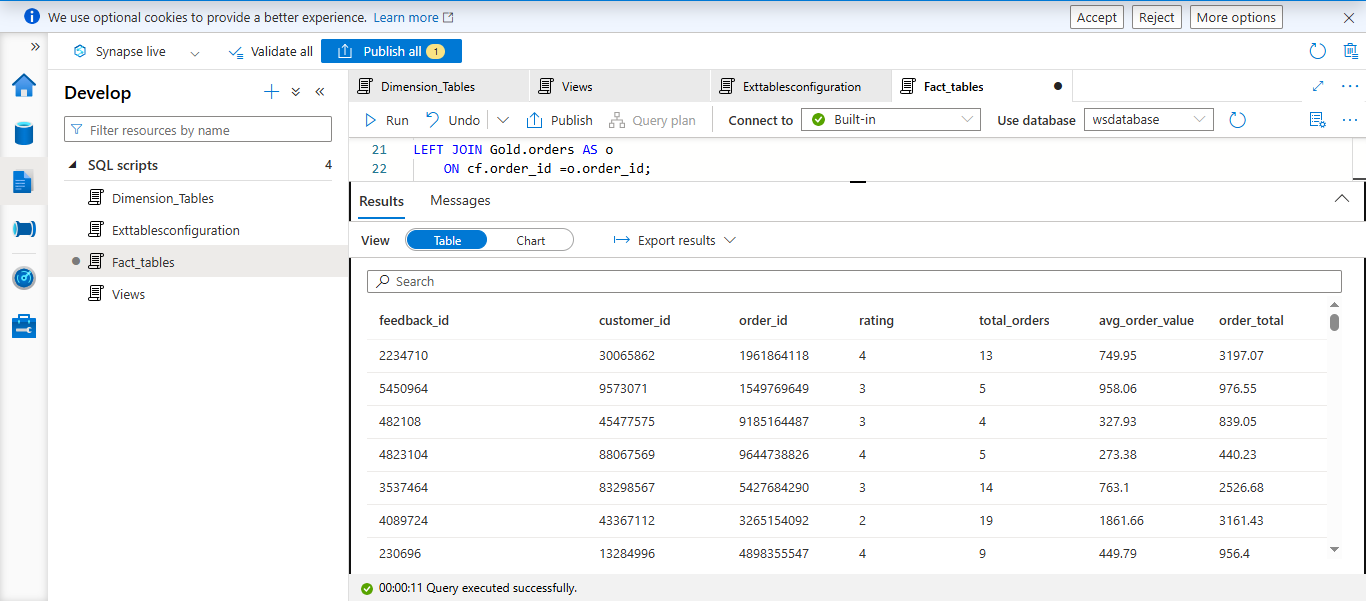 We use optional cookies to provide a better experience. Learn more Accept Reject More options
Synapse live Validate all Publish all 1
Develop
Filter resources by name
SQL scripts 4
Dimension_Tables
Exttablesconfiguration
Fact_tables
Views
Dimension_Tables Views Exttablesconfiguration Fact_tables
Run Undo Publish Query plan Connect to Built-in Use database wsdatabase
21 LEFT JOIN Gold.orders AS o
22 ON cf.order_id =o.order_id;
Results Messages
View Table Chart Export results
Search
feedback_id customer_id order_id rating total_orders avg_order_value order_total
2234710 30065862 1961864118 4 13 749.95 3197.07
5450964 9573071 1549769649 3 5 958.06 976.55
482108 45477575 9185164487 3 4 327.93 839.05
4823104 88067569 9644738826 4 5 273.38 440.23
3537464 83298567 5427684290 3 14 763.1 2526.68
4089724 43367112 3265154092 2 19 1861.66 3161.43
230696 13284996 4898355547 4 9 449.79 956.4
00:00:11 Query executed successfully.